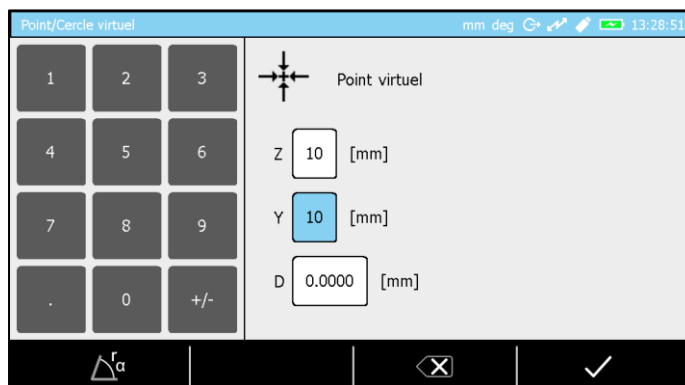 Point/Cercle virtuel mm deg 13:28:51
1 2 3
4 5 6
7 8 9
. 0 +/-
Point virtuel
Z 10 [mm]
Y 10 [mm]
D 0.0000 [mm]
r α